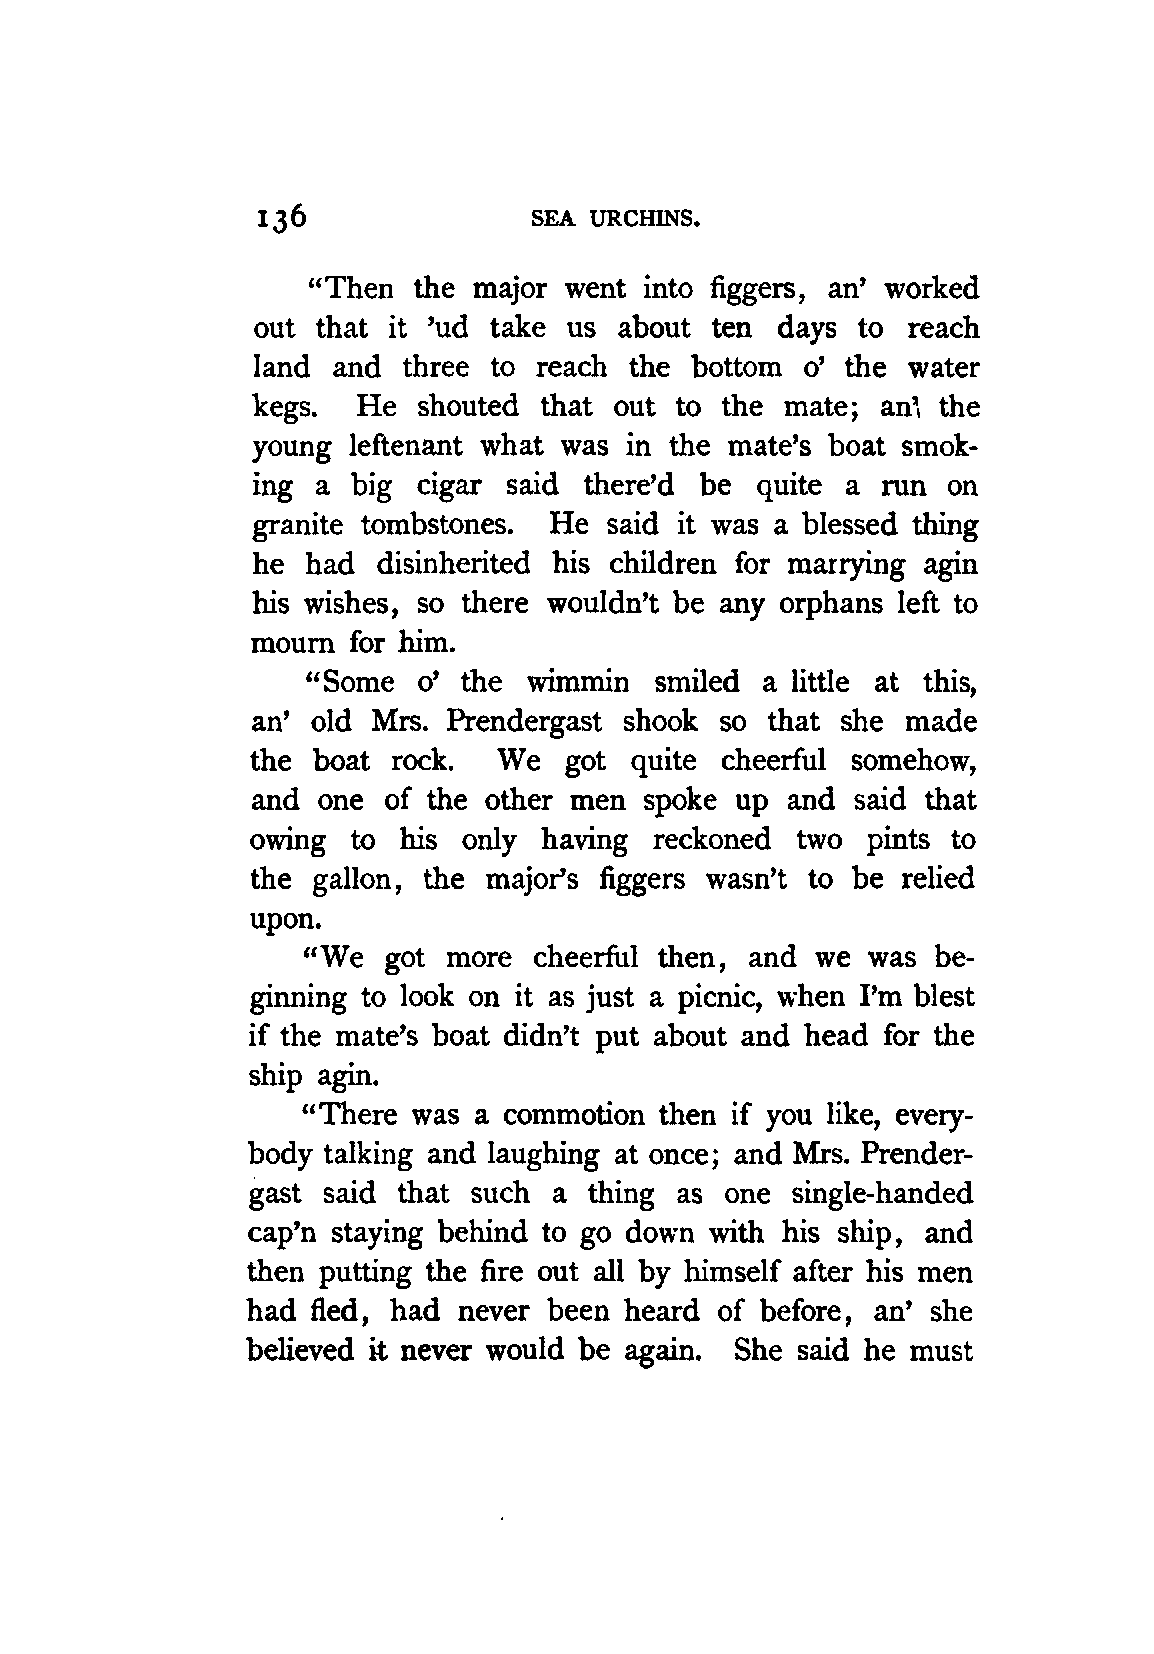 136 SEA URCHINS.
“Then the major went into figgers, an’ worked
out that it ’ud take us about ten days to reach
land and three to reach the bottom o’ the water
kegs. He shouted that out to the mate; an’ the
young leftenant what was in the mate’s boat smok-
ing a big cigar said there’d be quite a run on
granite tombstones. He said it was a blessed thing
he had disinherited his children for marrying agin
his wishes, so there wouldn’t be any orphans left to
mourn for him.
“Some o’ the wimmin smiled a little at this,
an’ old Mrs. Prendergast shook so that she made
the boat rock. We got quite cheerful somehow,
and one of the other men spoke up and said that
owing to his only having reckoned two pints to
the gallon, the major’s figgers wasn’t to be relied
upon.
“We got more cheerful then, and we was be-
ginning to look on it as just a picnic, when I’m blest
if the mate’s boat didn’t put about and head for the
ship agin.
“There was a commotion then if you like, every-
body talking and laughing at once; and Mrs. Prender-
gast said that such a thing as one single-handed
cap’n staying behind to go down with his ship, and
then putting the fire out all by himself after his men
had fled, had never been heard of before, an’ she
believed it never would be again. She said he must